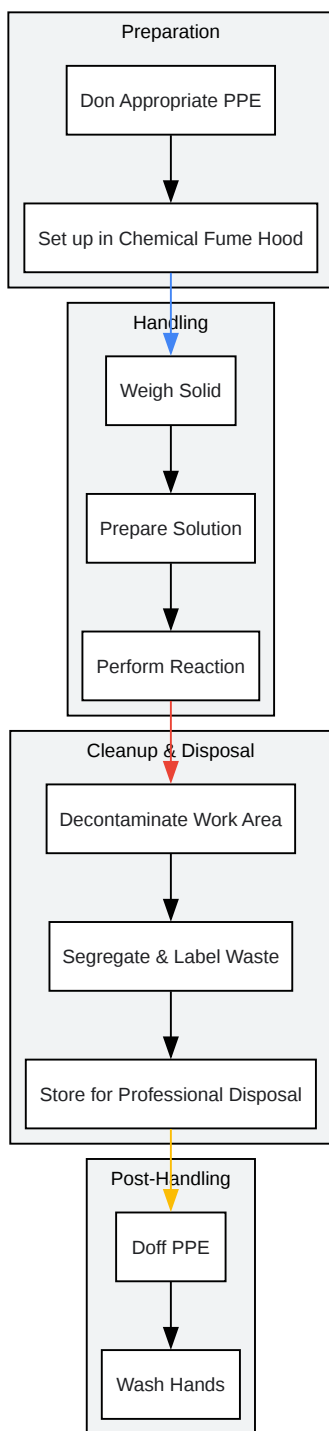 Preparation
Don Appropriate PPE
Set up in Chemical Fume Hood
Handling
Weigh Solid
Prepare Solution
Perform Reaction
Cleanup & Disposal
Decontaminate Work Area
Segregate & Label Waste
Store for Professional Disposal
Post-Handling
Doff PPE
Wash Hands